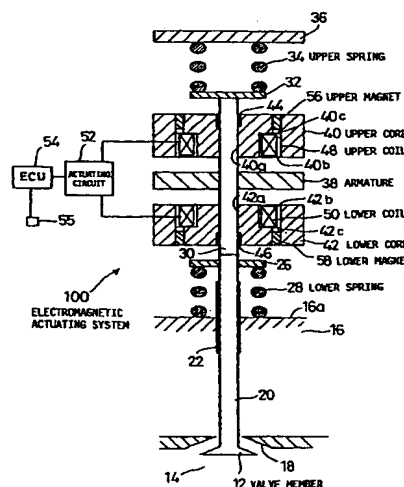 36
34 UPPER SPRING
32
44
56 UPPER MAGNET
40c
40 UPPER CORE
48 UPPER COIL
40a
40b
54
52
ECU
ACTUATING CIRCUIT
55
38 ARMATURE
42a
42b
50 LOWER COIL
42c
42 LOWER CORE
58 LOWER MAGNET
30
46
26
28 LOWER SPRING
100
ELECTROMAGNETIC
ACTUATING SYSTEM
16a
16
22
20
18
14
12 VALVE MEMBER